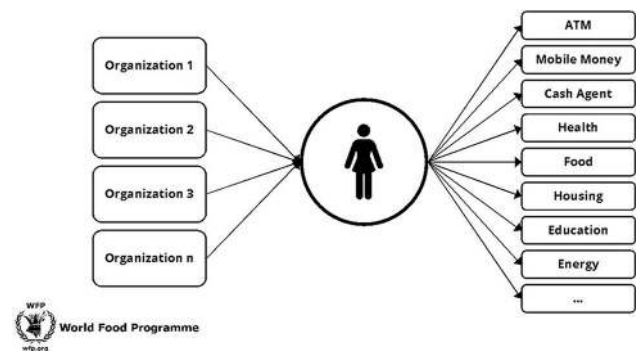 Organization 1
Organization 2
Organization 3
Organization n
ATM
Mobile Money
Cash Agent
Health
Food
Housing
Education
Energy
...
WFP
wfp.org
World Food Programme